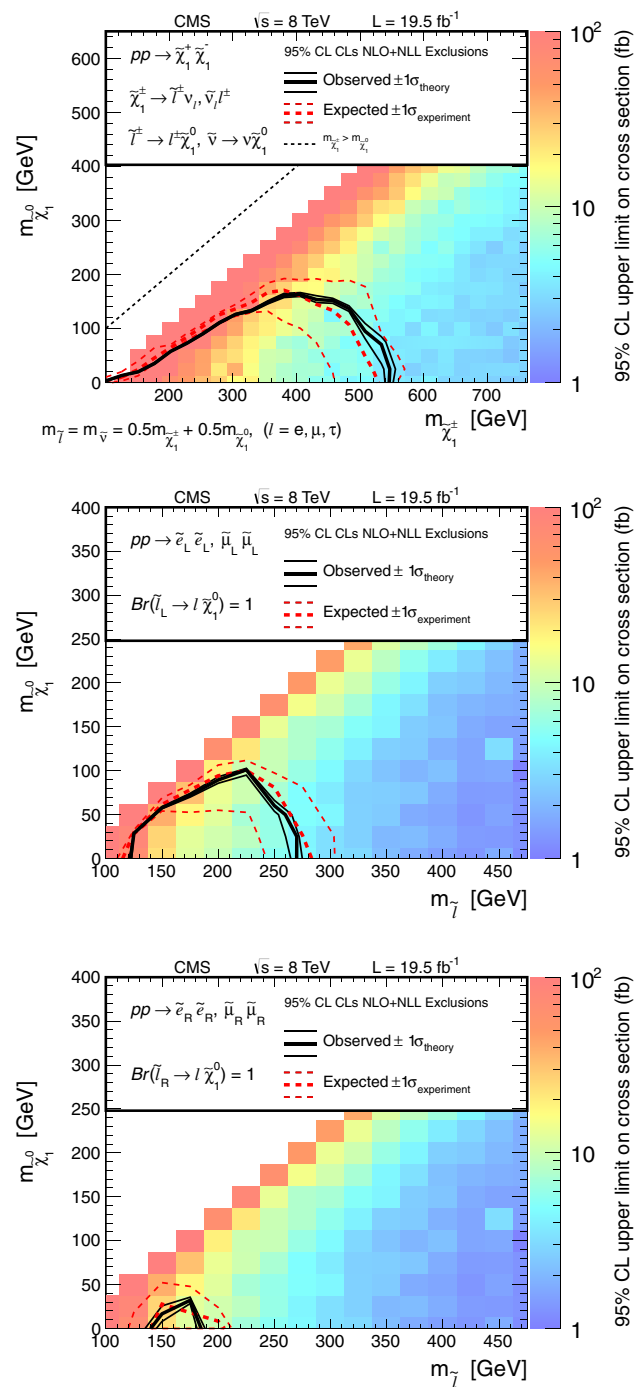 CMS √s = 8 TeV L = 19.5 fb⁻¹
pp → χ̃₁⁺ χ̃₁⁻
χ̃₁± → l̃± ν_l, ν̃_l l±
l̃± → l±χ̃₁⁰, ν̃ → νχ̃₁⁰
95% CL CLs NLO+NLL Exclusions
Observed ±1σ_theory
Expected ±1σ_experiment
m_χ̃₁± > m_χ̃₁⁰
600
500
400
300
200
100
0
m_χ̃₁⁰ [GeV]
100 200 300 400 500 600 700
m_χ̃₁± [GeV]
10²
10
1
95% CL upper limit on cross section (fb)
m_l̃ = m_ν̃ = 0.5m_χ̃₁± + 0.5m_χ̃₁⁰, (l = e, μ, τ)
CMS √s = 8 TeV L = 19.5 fb⁻¹
pp → ẽ_L ẽ_L, μ̃_L μ̃_L
Br(l̃_L → l χ̃₁⁰) = 1
95% CL CLs NLO+NLL Exclusions
Observed ± 1σ_theory
Expected ±1σ_experiment
400
350
300
250
200
150
100
50
0
m_χ̃₁⁰ [GeV]
100 150 200 250 300 350 400 450
m_l̃ [GeV]
10²
10
1
95% CL upper limit on cross section (fb)
CMS √s = 8 TeV L = 19.5 fb⁻¹
pp → ẽ_R ẽ_R, μ̃_R μ̃_R
Br(l̃_R → l χ̃₁⁰) = 1
95% CL CLs NLO+NLL Exclusions
Observed ± 1σ_theory
Expected ±1σ_experiment
400
350
300
250
200
150
100
50
0
m_χ̃₁⁰ [GeV]
100 150 200 250 300 350 400 450
m_l̃ [GeV]
10²
10
1
95% CL upper limit on cross section (fb)